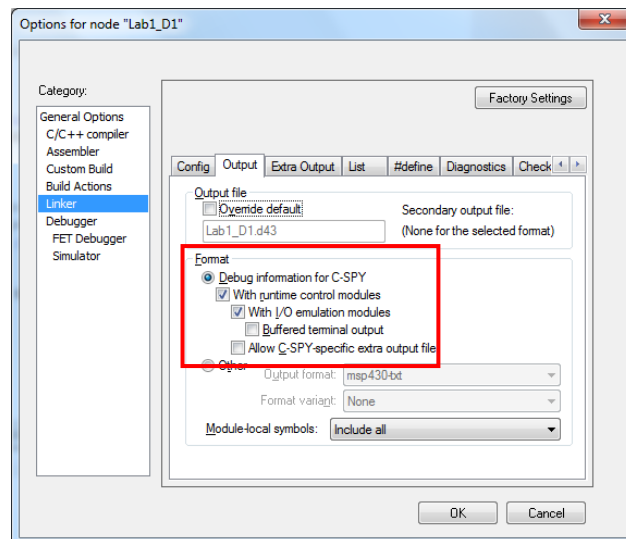 Options for node "Lab1_D1"
Category:
Factory Settings
General Options
C/C++ compiler
Assembler
Custom Build
Build Actions
Linker
Debugger
FET Debugger
Simulator
Config Output Extra Output List #define Diagnostics Check
Output file
Override default
Secondary output file:
Lab1_D1.d43
(None for the selected format)
Format
Debug information for C-SPY
With runtime control modules
With I/O emulation modules
Buffered terminal output
Allow C-SPY-specific extra output file
Other
Output format: msp430-txt
Format variant: None
Module-local symbols: Include all
OK Cancel